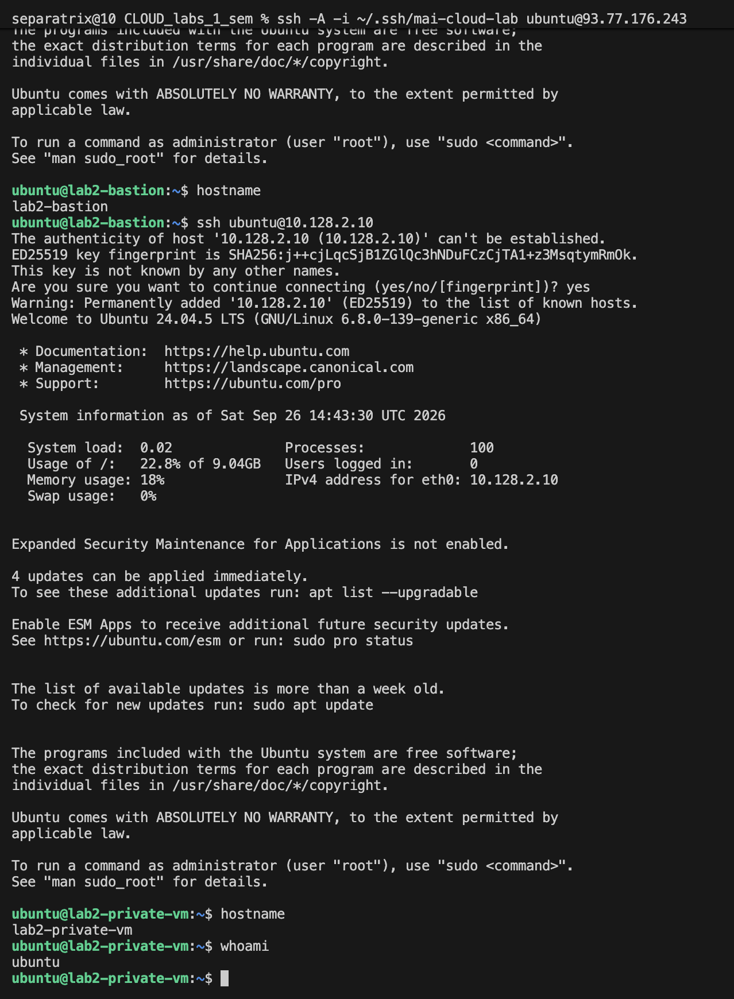 separatrix@10 CLOUD_labs_1_sem % ssh -A -i ~/.ssh/mai-cloud-lab ubuntu@93.77.176.243
The programs included with the Ubuntu system are free software;
the exact distribution terms for each program are described in the
individual files in /usr/share/doc/*/copyright.
Ubuntu comes with ABSOLUTELY NO WARRANTY, to the extent permitted by
applicable law.
To run a command as administrator (user "root"), use "sudo <command>".
See "man sudo_root" for details.
ubuntu@lab2-bastion:~$ hostname
lab2-bastion
ubuntu@lab2-bastion:~$ ssh ubuntu@10.128.2.10
The authenticity of host '10.128.2.10 (10.128.2.10)' can't be established.
ED25519 key fingerprint is SHA256:j++cjLqcSjB1ZGlQc3hNDuFCzCjTA1+z3MsqtymRmOk.
This key is not known by any other names.
Are you sure you want to continue connecting (yes/no/[fingerprint])? yes
Warning: Permanently added '10.128.2.10' (ED25519) to the list of known hosts.
Welcome to Ubuntu 24.04.5 LTS (GNU/Linux 6.8.0-139-generic x86_64)
* Documentation:  https://help.ubuntu.com
* Management:     https://landscape.canonical.com
* Support:        https://ubuntu.com/pro
System information as of Sat Sep 26 14:43:30 UTC 2026
System load:  0.02              Processes:             100
Usage of /:   22.8% of 9.04GB   Users logged in:       0
Memory usage: 18%               IPv4 address for eth0: 10.128.2.10
Swap usage:   0%
Expanded Security Maintenance for Applications is not enabled.
4 updates can be applied immediately.
To see these additional updates run: apt list --upgradable
Enable ESM Apps to receive additional future security updates.
See https://ubuntu.com/esm or run: sudo pro status
The list of available updates is more than a week old.
To check for new updates run: sudo apt update
The programs included with the Ubuntu system are free software;
the exact distribution terms for each program are described in the
individual files in /usr/share/doc/*/copyright.
Ubuntu comes with ABSOLUTELY NO WARRANTY, to the extent permitted by
applicable law.
To run a command as administrator (user "root"), use "sudo <command>".
See "man sudo_root" for details.
ubuntu@lab2-private-vm:~$ hostname
lab2-private-vm
ubuntu@lab2-private-vm:~$ whoami
ubuntu
ubuntu@lab2-private-vm:~$